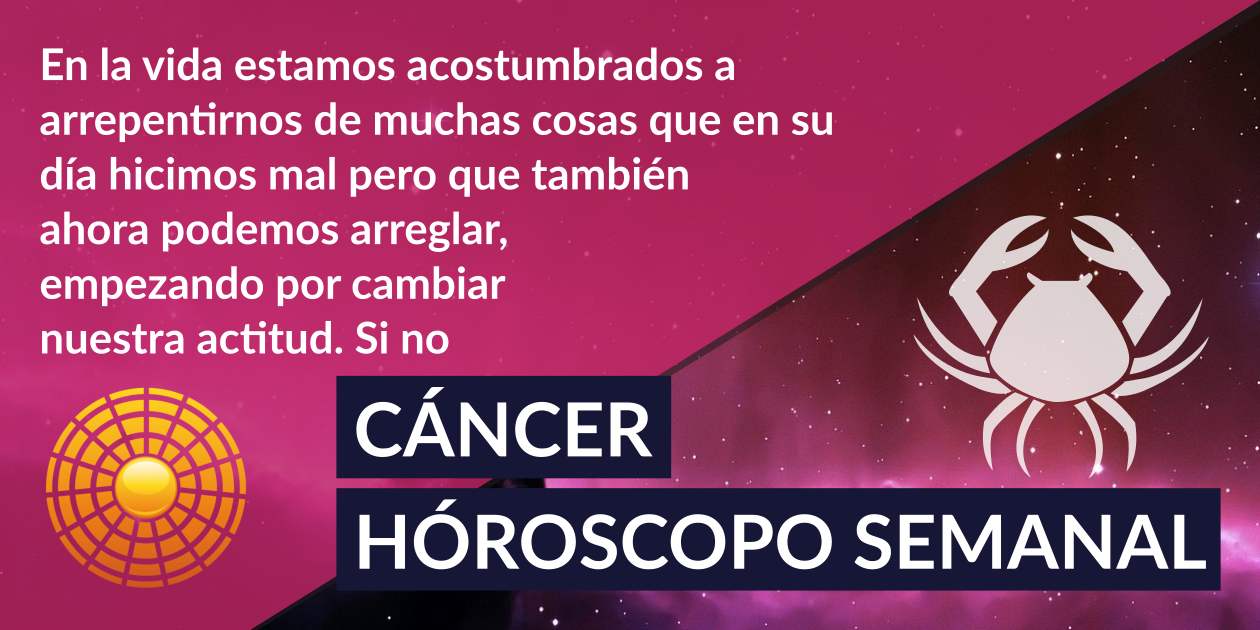 En la vida estamos acostumbrados a
arrepentirnos de muchas cosas que en su
día hicimos mal pero que también
ahora podemos arreglar,
empezando por cambiar
nuestra actitud. Si no
CÁNCER
HÓROSCOPO SEMANAL